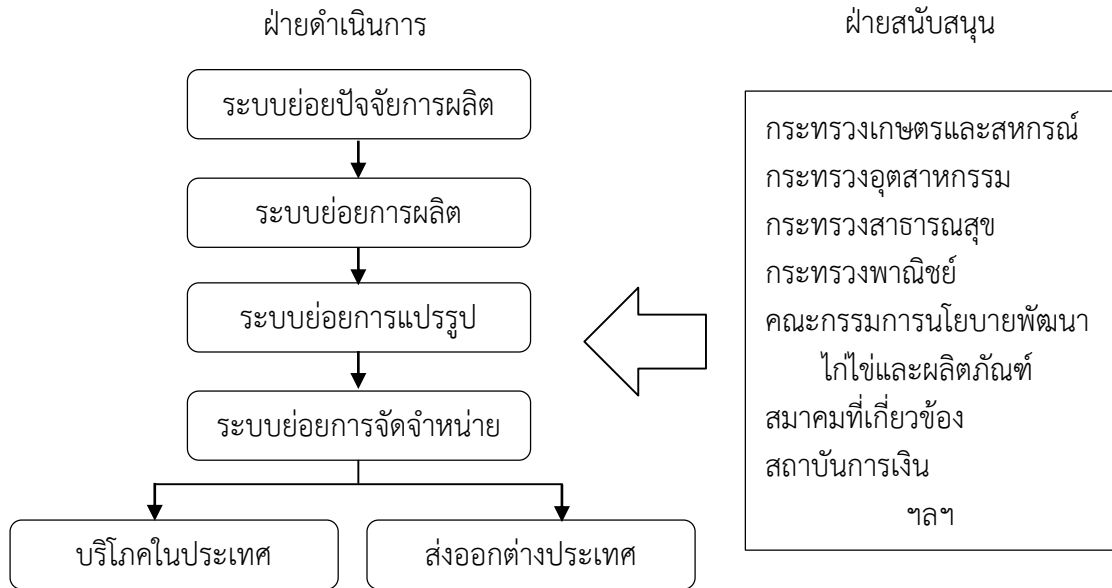 ฝ่ายดำเนินการ
ระบบย่อยปัจจัยการผลิต
ระบบย่อยการผลิต
ระบบย่อยการแปรรูป
ระบบย่อยการจัดจำหน่าย
บริโภคในประเทศ
ส่งออกต่างประเทศ
ฝ่ายสนับสนุน
กระทรวงเกษตรและสหกรณ์
กระทรวงอุตสาหกรรม
กระทรวงสาธารณสุข
กระทรวงพาณิชย์
คณะกรรมการนโยบายพัฒนา
ไก่ไข่และผลิตภัณฑ์
สมาคมที่เกี่ยวข้อง
สถาบันการเงิน
ฯลฯ